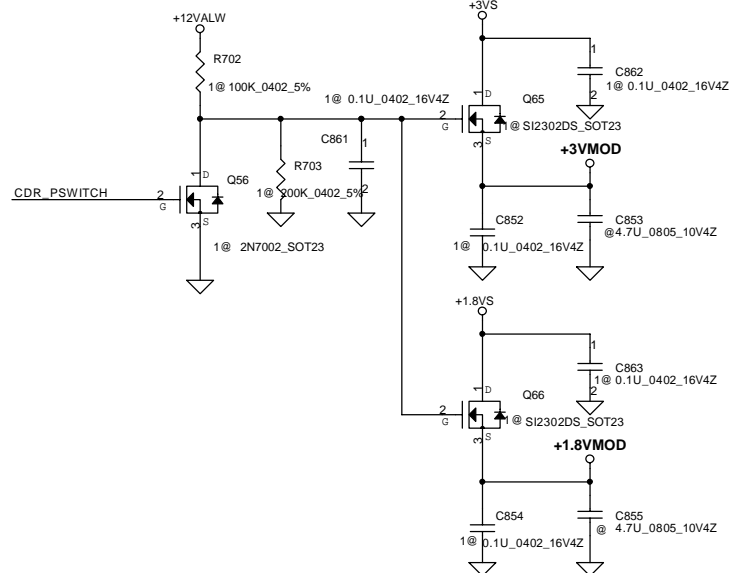 +12VALW
+3VS
R702
1@ 100K_0402_5%
1@ 0.1U_0402_16V4Z
C861
1
2
R703
1@ 200K_0402_5%
CDR_PSWITCH
2
G
1
D
3
S
Q56
1@ 2N7002_SOT23
2
G
1
D
3
S
Q65
1@ SI2302DS_SOT23
1
2
C862
1@ 0.1U_0402_16V4Z
+3VMOD
C852
1@ 0.1U_0402_16V4Z
C853
@ 4.7U_0805_10V4Z
+1.8VS
2
G
1
D
3
S
Q66
1@ SI2302DS_SOT23
1
2
C863
1@ 0.1U_0402_16V4Z
+1.8VMOD
C854
1@ 0.1U_0402_16V4Z
C855
@ 4.7U_0805_10V4Z